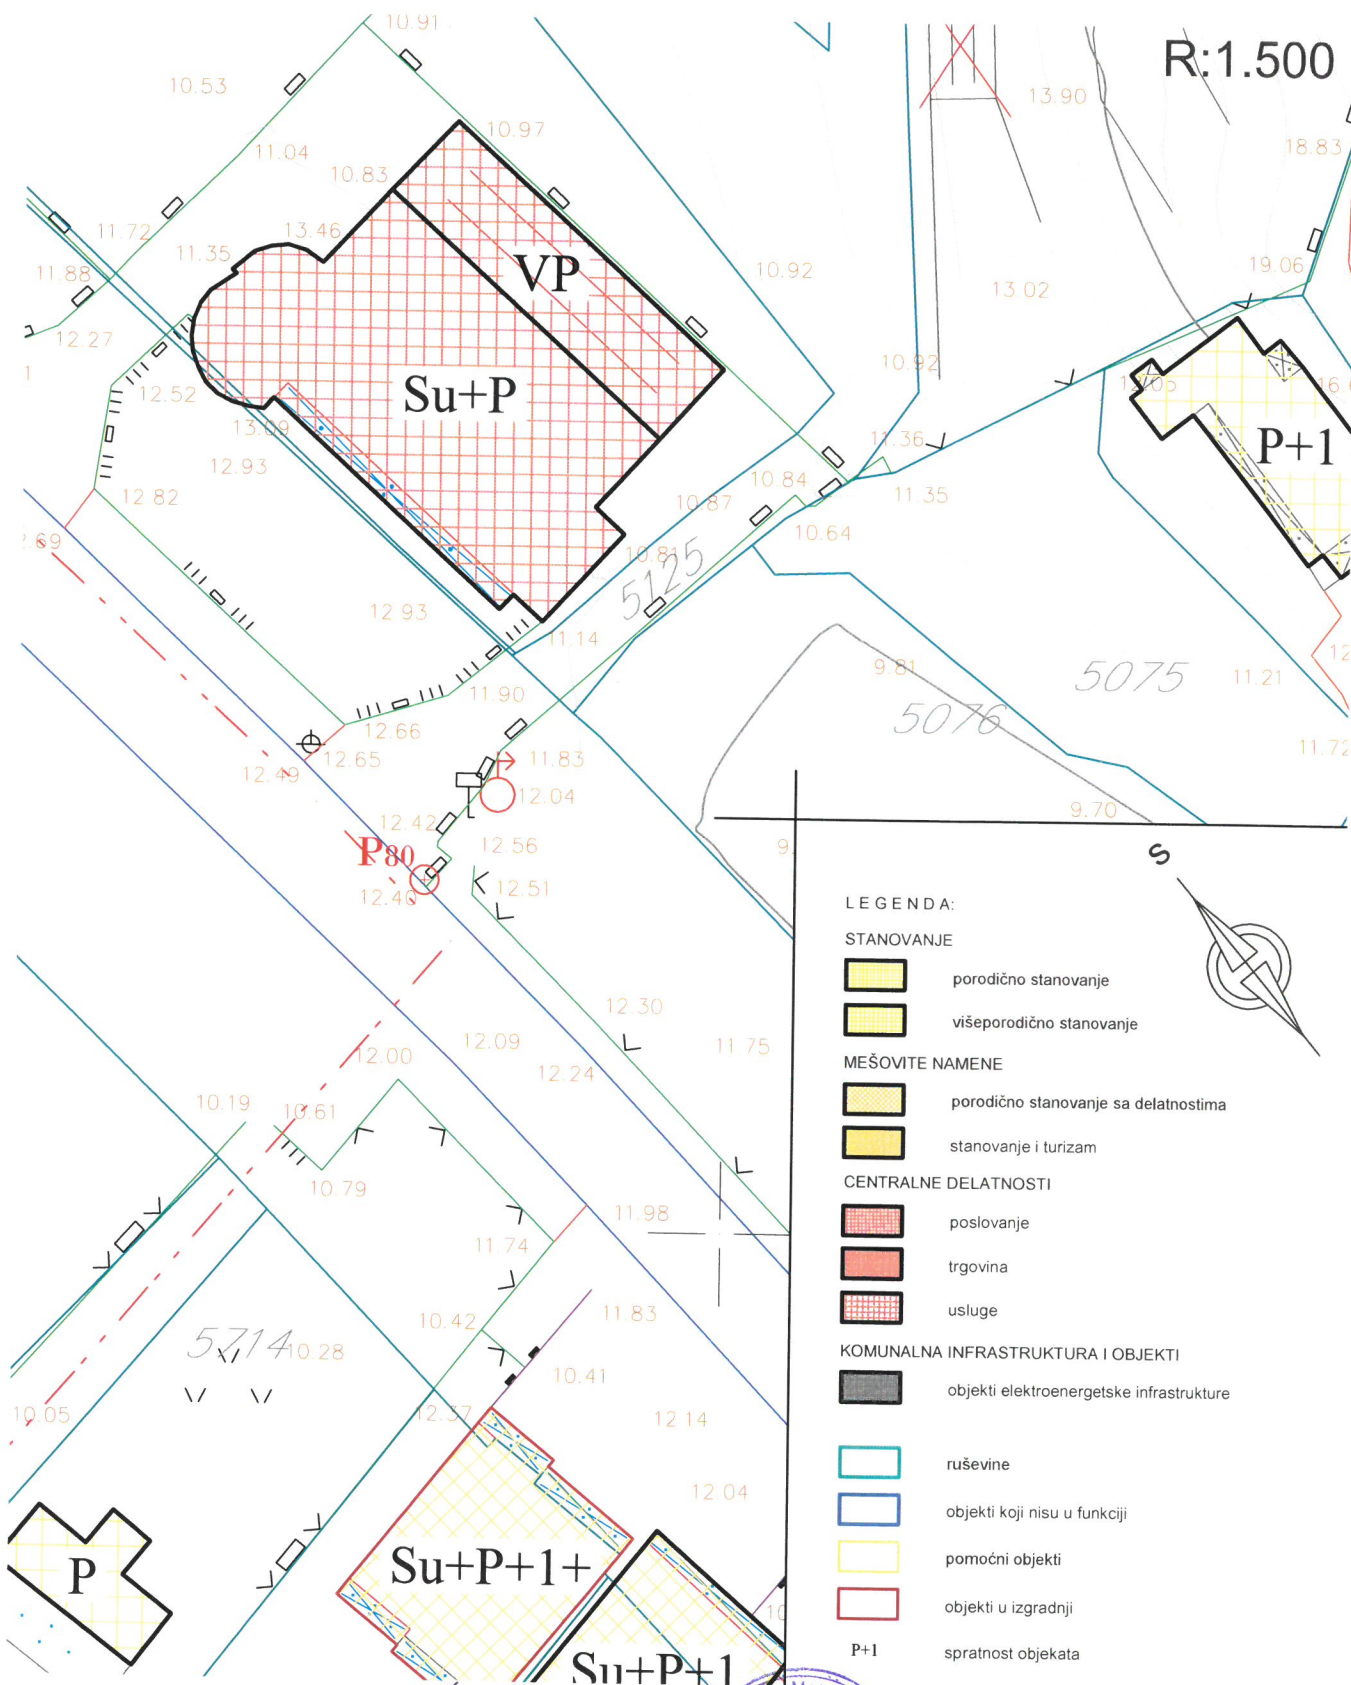 10.91
R:1.500
10.53
13.90
10.97
11.04
18.83
10.83
11.72
13.46
11.35
11.88
VP
10.92
19.06
13.02
12.27
10.92
12.52
Su+P
12.05
13.09
11.36
P+1
12.93
10.84
12.82
10.87
11.35
10.64
10.81
5125
12.93
11.14
9.81
5075
11.21
11.90
5076
12.66
12.65
11.83
12.49
12.04
9.70
12.42
12.56
P80
S
12.40
12.51
LEGENDA:
STANOVANJE
porodično stanovanje
12.30
višeporodično stanovanje
12.09
11.75
12.00
MEŠOVITE NAMENE
12.24
10.19
10.61
porodično stanovanje sa delatnostima
stanovanje i turizam
10.79
CENTRALNE DELATNOSTI
11.98
poslovanje
11.74
trgovina
11.83
usluge
10.42
5714
10.28
KOMUNALNA INFRASTRUKTURA I OBJEKTI
10.41
objekti elektroenergetske infrastrukture
10.05
12.37
12.14
ruševine
12.04
objekti koji nisu u funkciji
pomoćni objekti
Su+P+1+
P
objekti u izgradnji
P+1 spratnost objekata
Su+P+1